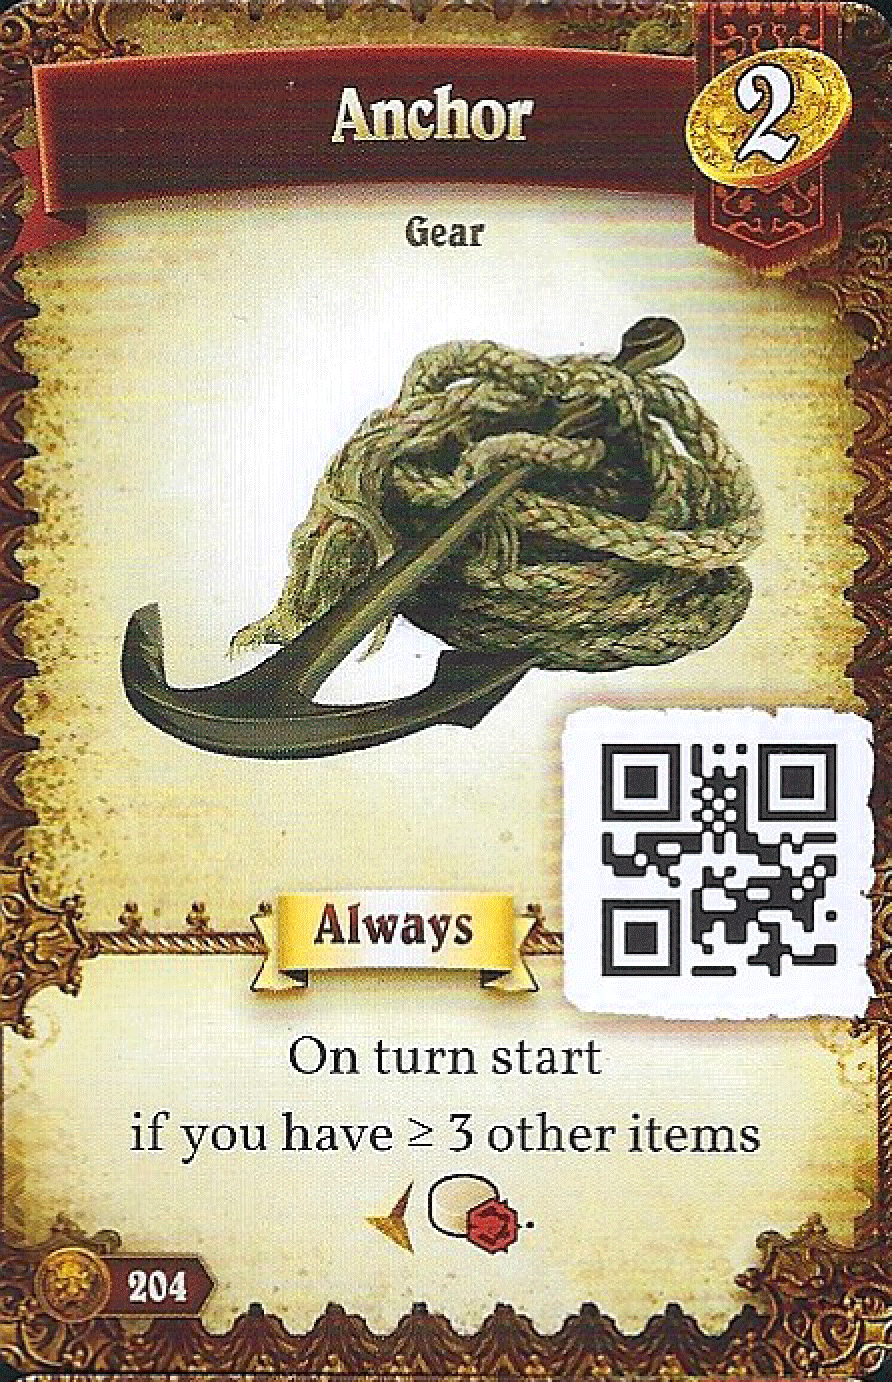 Anchor
2
Gear
Always
On turn start
if you have ≥ 3 other items
.
204